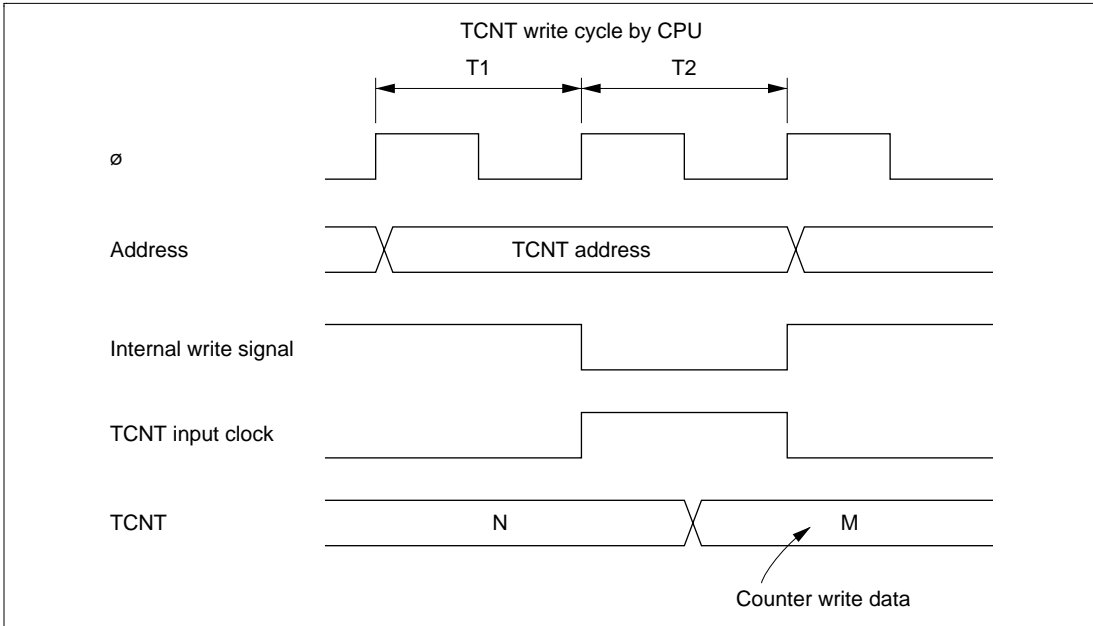 TCNT write cycle by CPU
T1 T2
ø
Address TCNT address
Internal write signal
TCNT input clock
TCNT N M
Counter write data